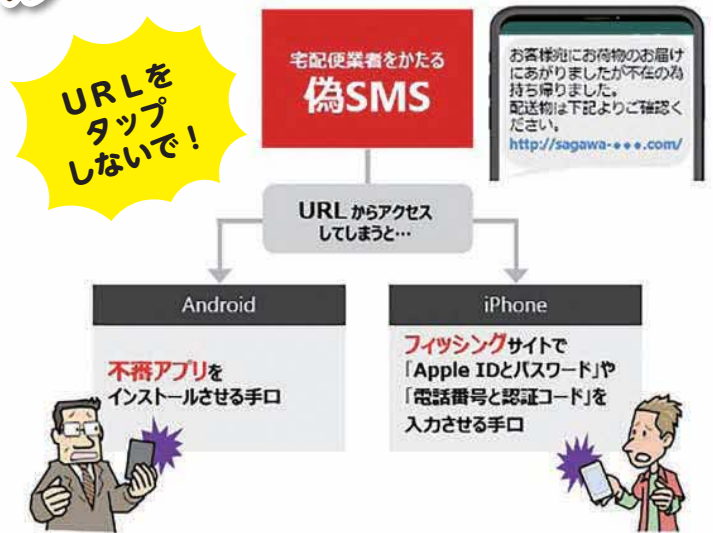 URLを
タップ
しないで！
宅配便業者をかたる
偽SMS
お客様宛にお荷物のお届け
にあがりましたが不在の為
持ち帰りました。
配送物は下記よりご確認く
ださい。
http://sagawa-●●●.com/
URLからアクセス
してしまうと…
Android
不審アプリを
インストールさせる手口
iPhone
フィッシングサイトで
「Apple IDとパスワード」や
「電話番号と認証コード」を
入力させる手口